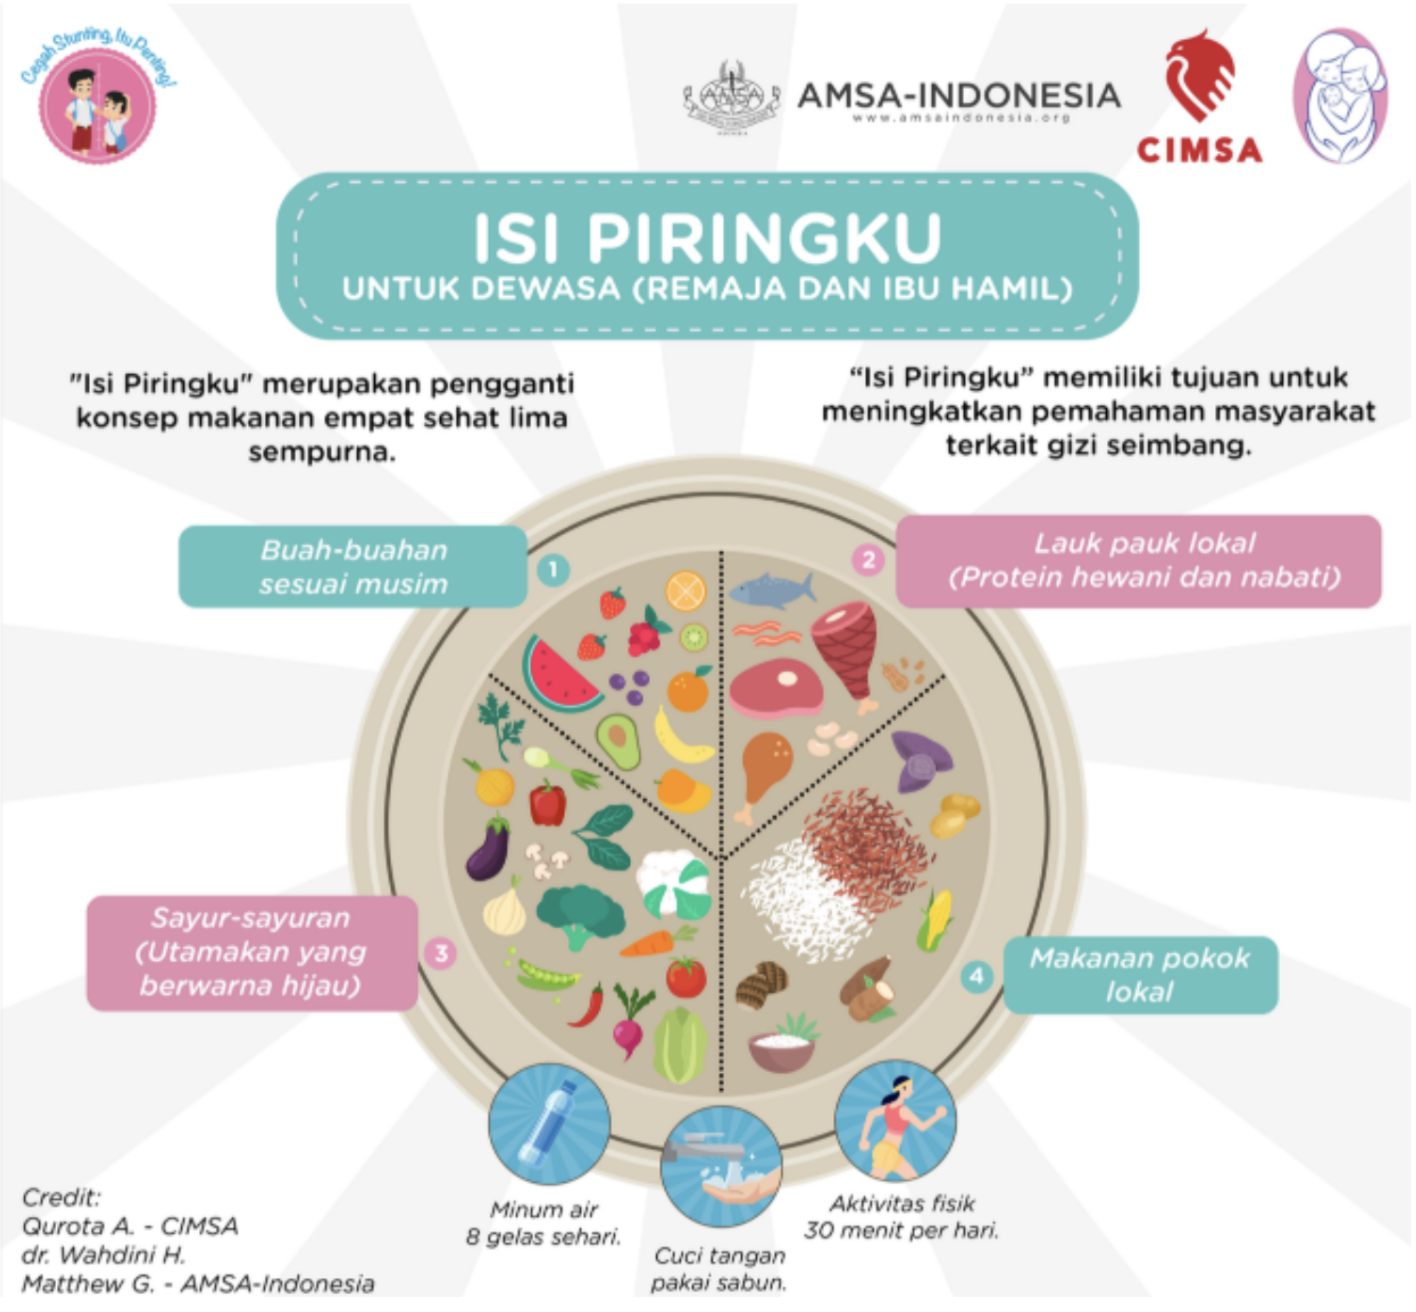 Cegah Stunting, Itu Penting!
AMSA-INDONESIA
www.amsaindonesia.org
CIMSA
ISI PIRINGKU
UNTUK DEWASA (REMAJA DAN IBU HAMIL)
"Isi Piringku" merupakan pengganti
konsep makanan empat sehat lima
sempurna.
“Isi Piringku” memiliki tujuan untuk
meningkatkan pemahaman masyarakat
terkait gizi seimbang.
Buah-buahan
sesuai musim
1
2
Lauk pauk lokal
(Protein hewani dan nabati)
Sayur-sayuran
(Utamakan yang
berwarna hijau)
3
4
Makanan pokok
lokal
Minum air
8 gelas sehari.
Cuci tangan
pakai sabun.
Aktivitas fisik
30 menit per hari.
Credit:
Qurota A. - CIMSA
dr. Wahdini H.
Matthew G. - AMSA-Indonesia